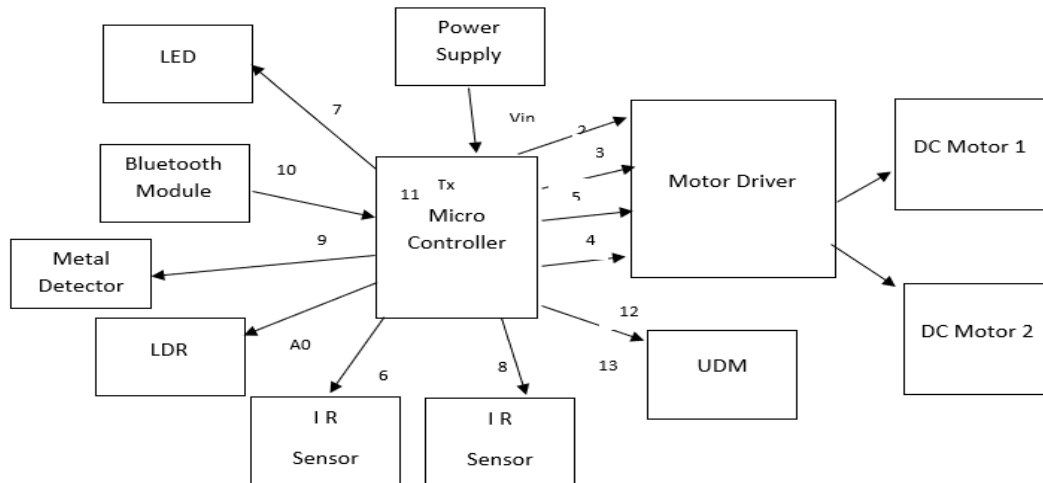 Power
Supply
LED
7
Vin
2
DC Motor 1
Bluetooth
Module
10
3
Motor Driver
11
Tx
Micro
Controller
5
9
4
Metal
Detector
12
DC Motor 2
LDR
A0
6
8
13
UDM
I R
Sensor
I R
Sensor